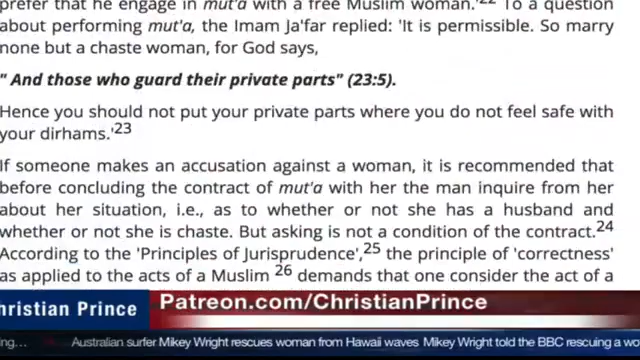 prefer that he engage in mut'a with a free Muslim woman.'22 To a question
about performing mut'a, the Imam Ja'far replied: 'It is permissible. So marry
none but a chaste woman, for God says,
" And those who guard their private parts" (23:5).
Hence you should not put your private parts where you do not feel safe with
your dirhams.'23
If someone makes an accusation against a woman, it is recommended that
before concluding the contract of mut'a with her the man inquire from her
about her situation, i.e., as to whether or not she has a husband and
whether or not she is chaste. But asking is not a condition of the contract.24
According to the 'Principles of Jurisprudence',25 the principle of 'correctness'
as applied to the acts of a Muslim 26 demands that one consider the act of a
hristian Prince
Patreon.com/ChristianPrince
ng... Australian surfer Mikey Wright rescues woman from Hawaii waves Mikey Wright told the BBC rescuing a wo